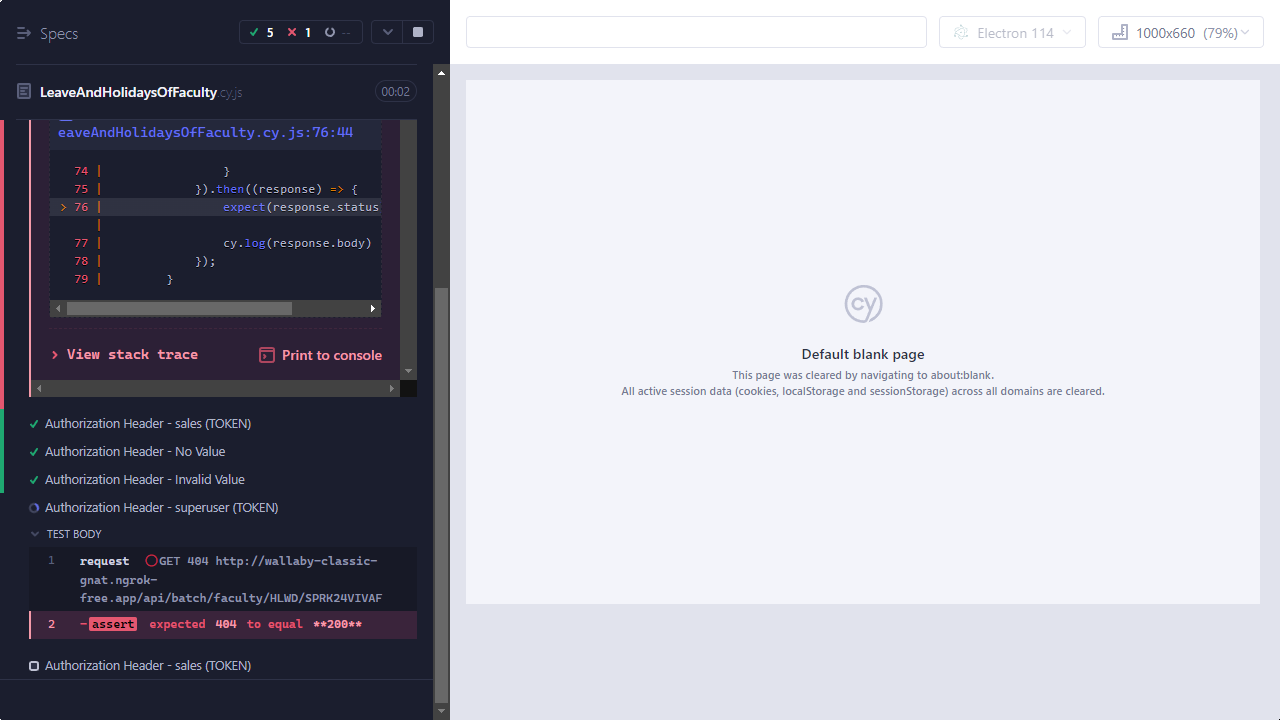 Specs
5 1 --
Electron 114
1000x660 (79%)
LeaveAndHolidaysOfFaculty.cy.js
00:02
eaveAndHolidaysOfFaculty.cy.js:76:44
74 | }
75 | }).then((response) => {
> 76 | expect(response.status
|
77 | cy.log(response.body)
78 | });
79 | }
View stack trace
Print to console
Authorization Header - sales (TOKEN)
Authorization Header - No Value
Authorization Header - Invalid Value
Authorization Header - superuser (TOKEN)
TEST BODY
1 request GET 404 http://wallaby-classic-
gnat.ngrok-
free.app/api/batch/faculty/HLWD/SPRK24VIVAF
2 -assert expected 404 to equal **200**
Authorization Header - sales (TOKEN)
cy
Default blank page
This page was cleared by navigating to about:blank.
All active session data (cookies, localStorage and sessionStorage) across all domains are cleared.